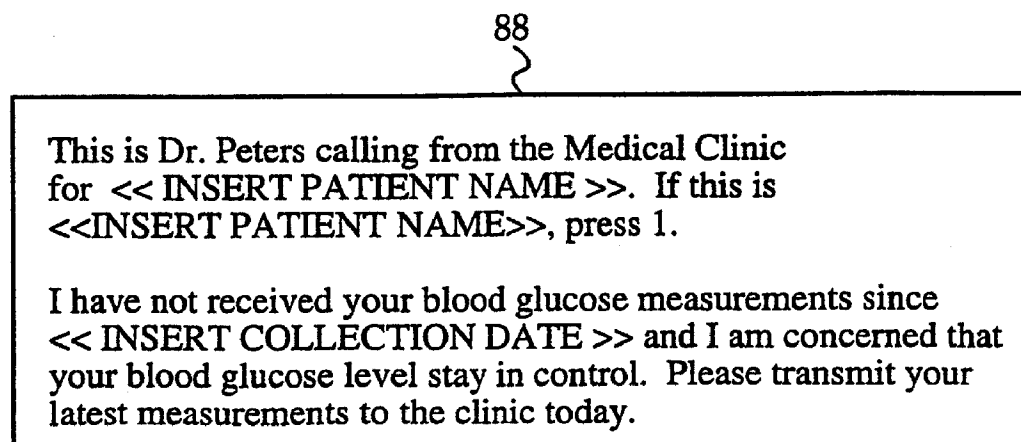 88
This is Dr. Peters calling from the Medical Clinic
for << INSERT PATIENT NAME >>. If this is
<<INSERT PATIENT NAME>>, press 1.
I have not received your blood glucose measurements since
<< INSERT COLLECTION DATE >> and I am concerned that
your blood glucose level stay in control. Please transmit your
latest measurements to the clinic today.